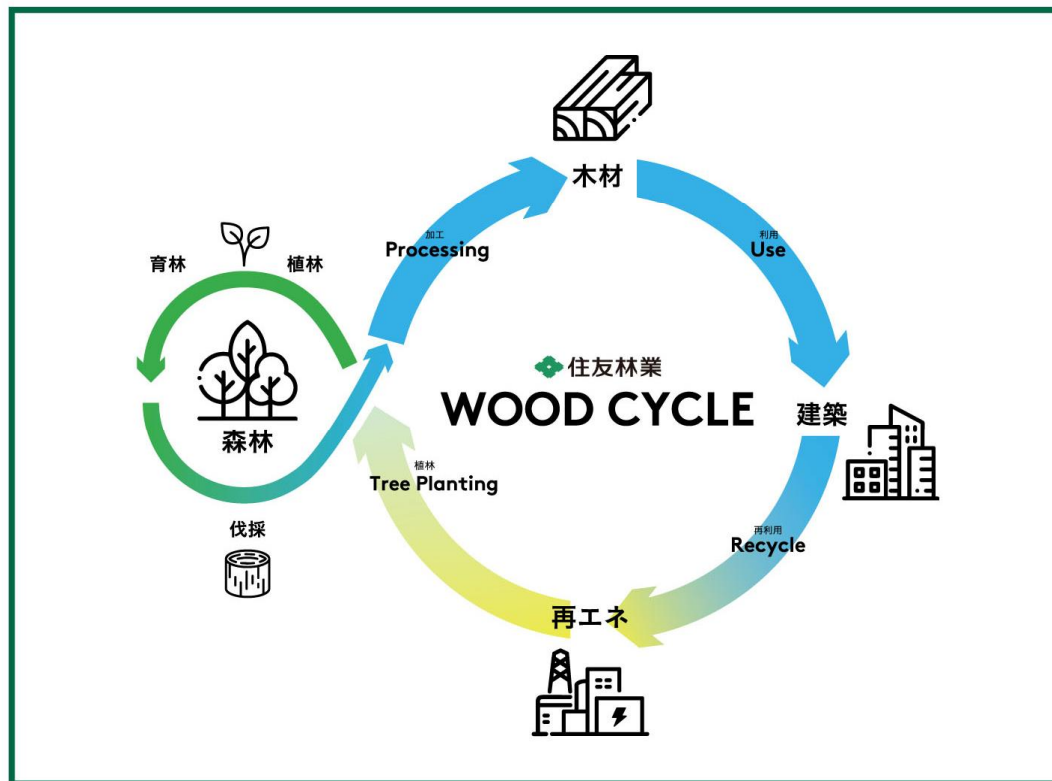 木材
加工
Processing
利用
Use
育林
植林
森林
伐採
住友林業
WOOD CYCLE
建築
植林
Tree Planting
再利用
Recycle
再エネ